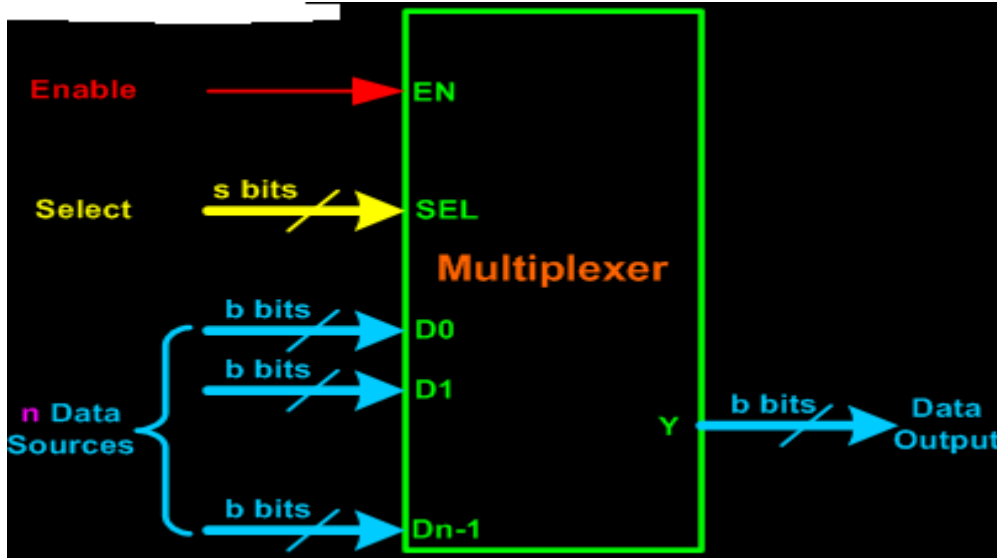 Enable
EN
s bits
Select
SEL
Multiplexer
b bits
D0
b bits
D1
n Data
Sources
b bits
Dn-1
Y
b bits
Data
Output